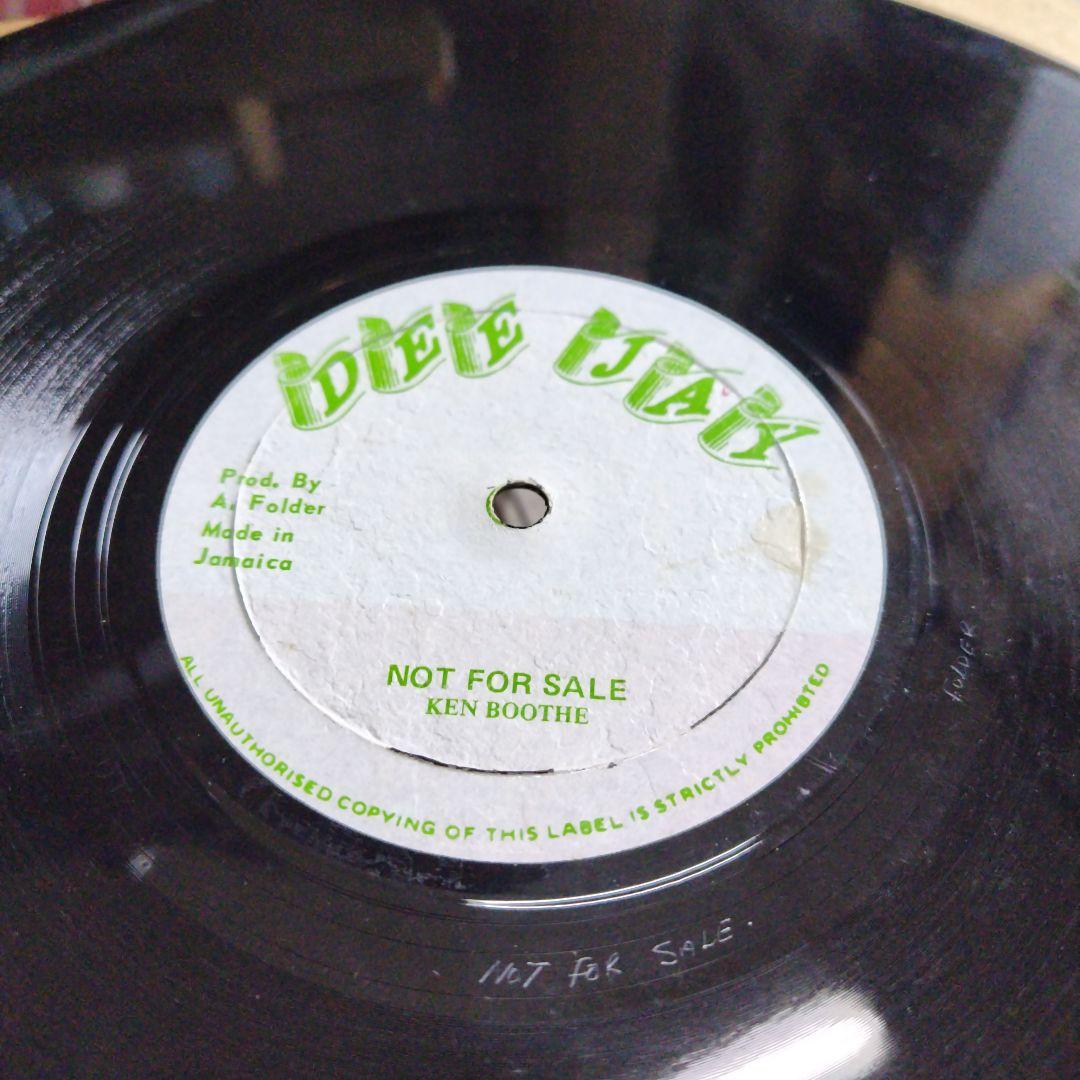 DEE JAY
Prod. By
A. Folder
Made in
Jamaica
NOT FOR SALE
KEN BOOTHE
ALL UNAUTHORISED COPYING OF THIS LABEL IS STRICTLY PROHIBITED
FOLDER
NOT FOR SALE.